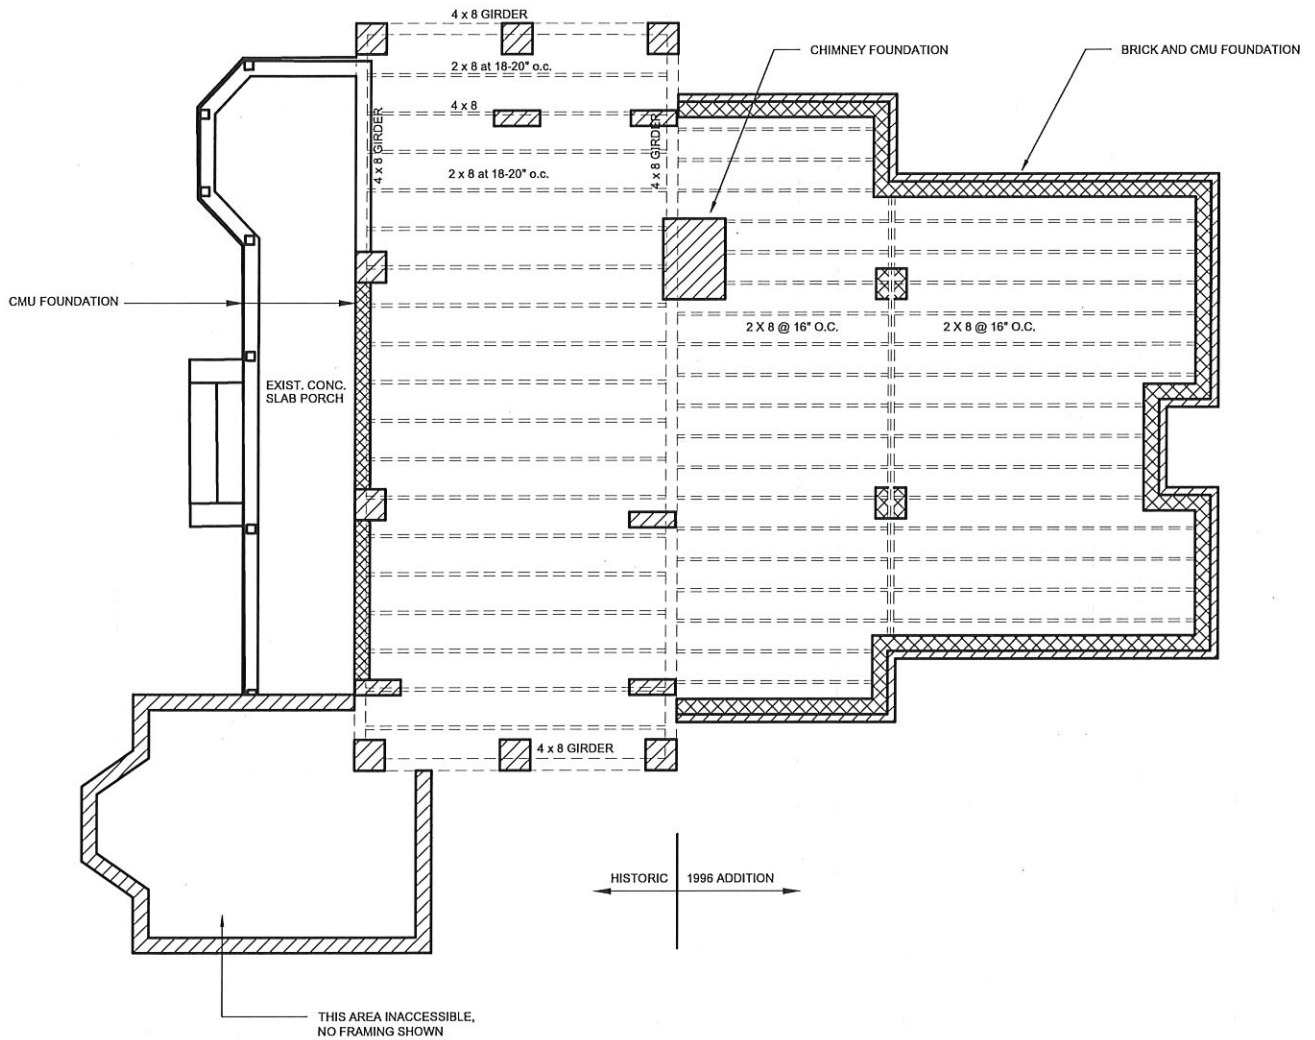 4 x 8 GIRDER
CHIMNEY FOUNDATION
BRICK AND CMU FOUNDATION
2 x 8 at 18-20" o.c.
4 x 8
4 x 8 GIRDER
4 x 8 GIRDER
2 x 8 at 18-20" o.c.
CMU FOUNDATION
2 X 8 @ 16" O.C.
2 X 8 @ 16" O.C.
EXIST. CONC.
SLAB PORCH
4 x 8 GIRDER
HISTORIC
1996 ADDITION
THIS AREA INACCESSIBLE,
NO FRAMING SHOWN